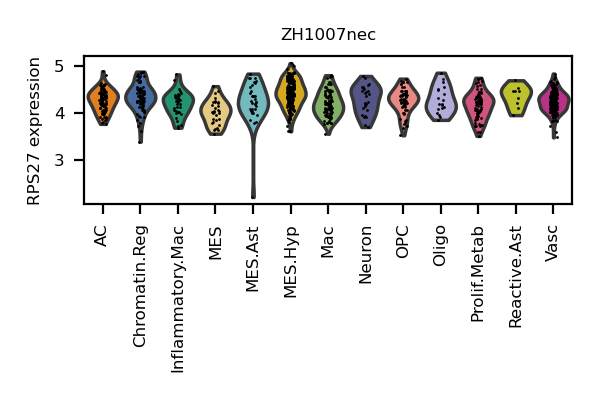 ZH1007nec
RPS27 expression
5
4
3
AC
Chromatin.Reg
Inflammatory.Mac
MES
MES.Ast
MES.Hyp
Mac
Neuron
OPC
Oligo
Prolif.Metab
Reactive.Ast
Vasc